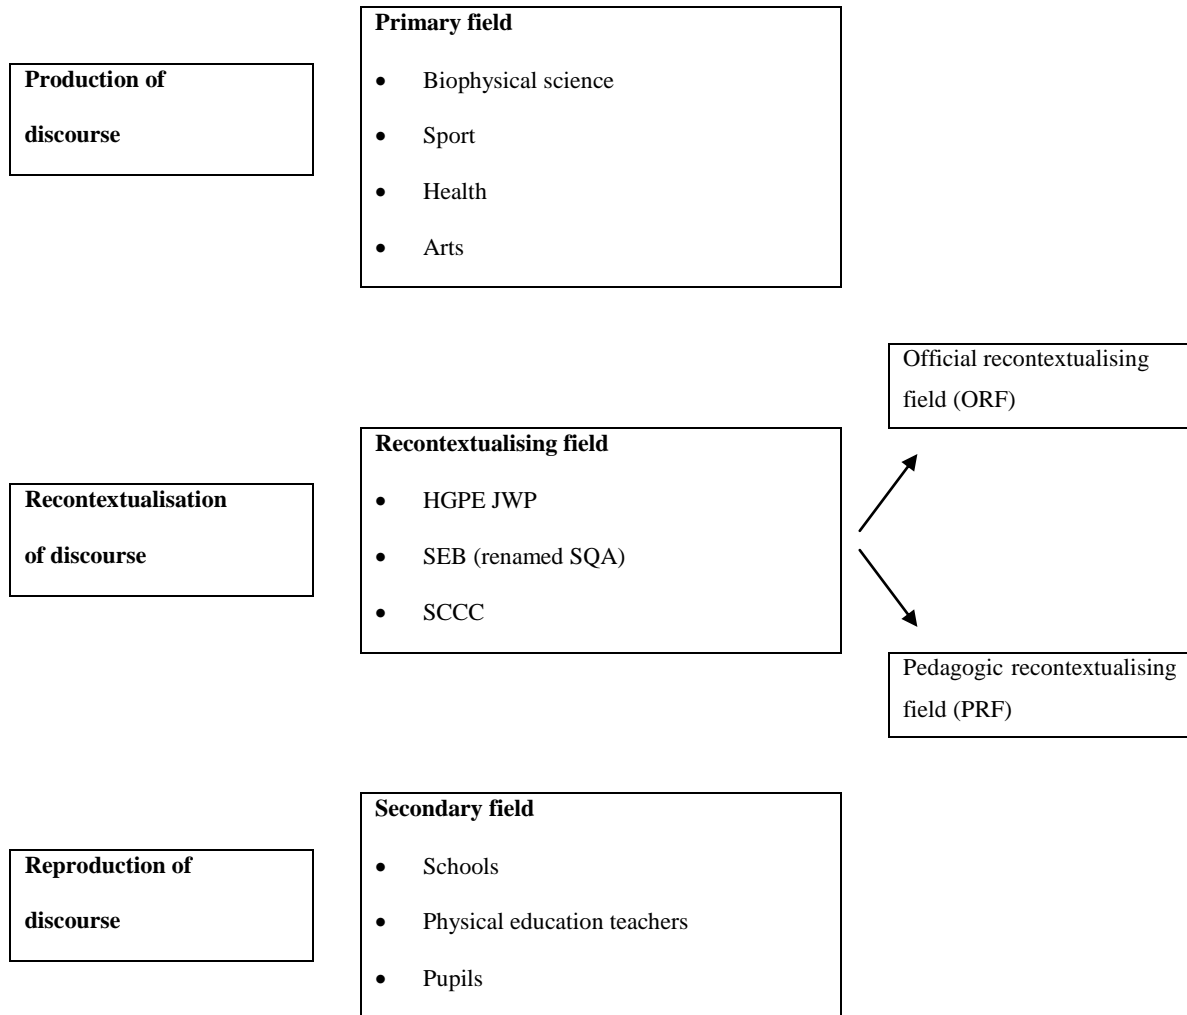 Primary field
Production of
discourse
• Biophysical science
• Sport
• Health
• Arts
Official recontextualising
field (ORF)
Recontextualising field
Recontextualisation
of discourse
• HGPE JWP
• SEB (renamed SQA)
• SCCC
Pedagogic recontextualising
field (PRF)
Secondary field
Reproduction of
discourse
• Schools
• Physical education teachers
• Pupils